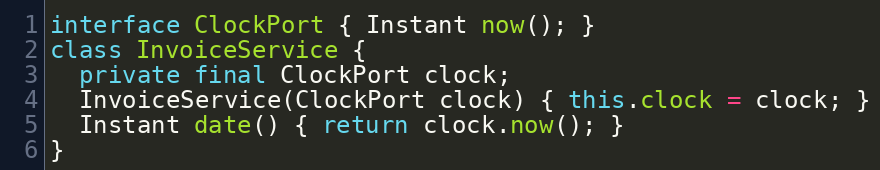 1 interface ClockPort { Instant now(); }
2 class InvoiceService {
3   private final ClockPort clock;
4   InvoiceService(ClockPort clock) { this.clock = clock; }
5   Instant date() { return clock.now(); }
6 }